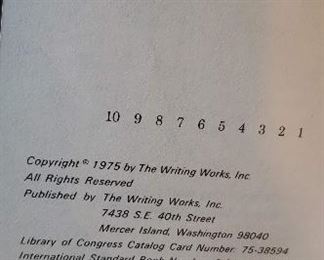 10 9 8 7 6 5 4 3 2 1
Copyright © 1975 by The Writing Works, Inc.
All Rights Reserved
Published by The Writing Works, Inc.
7438 S.E. 40th Street
Mercer Island, Washington 98040
Library of Congress Catalog Card Number: 75-38594
International Standard Book Number